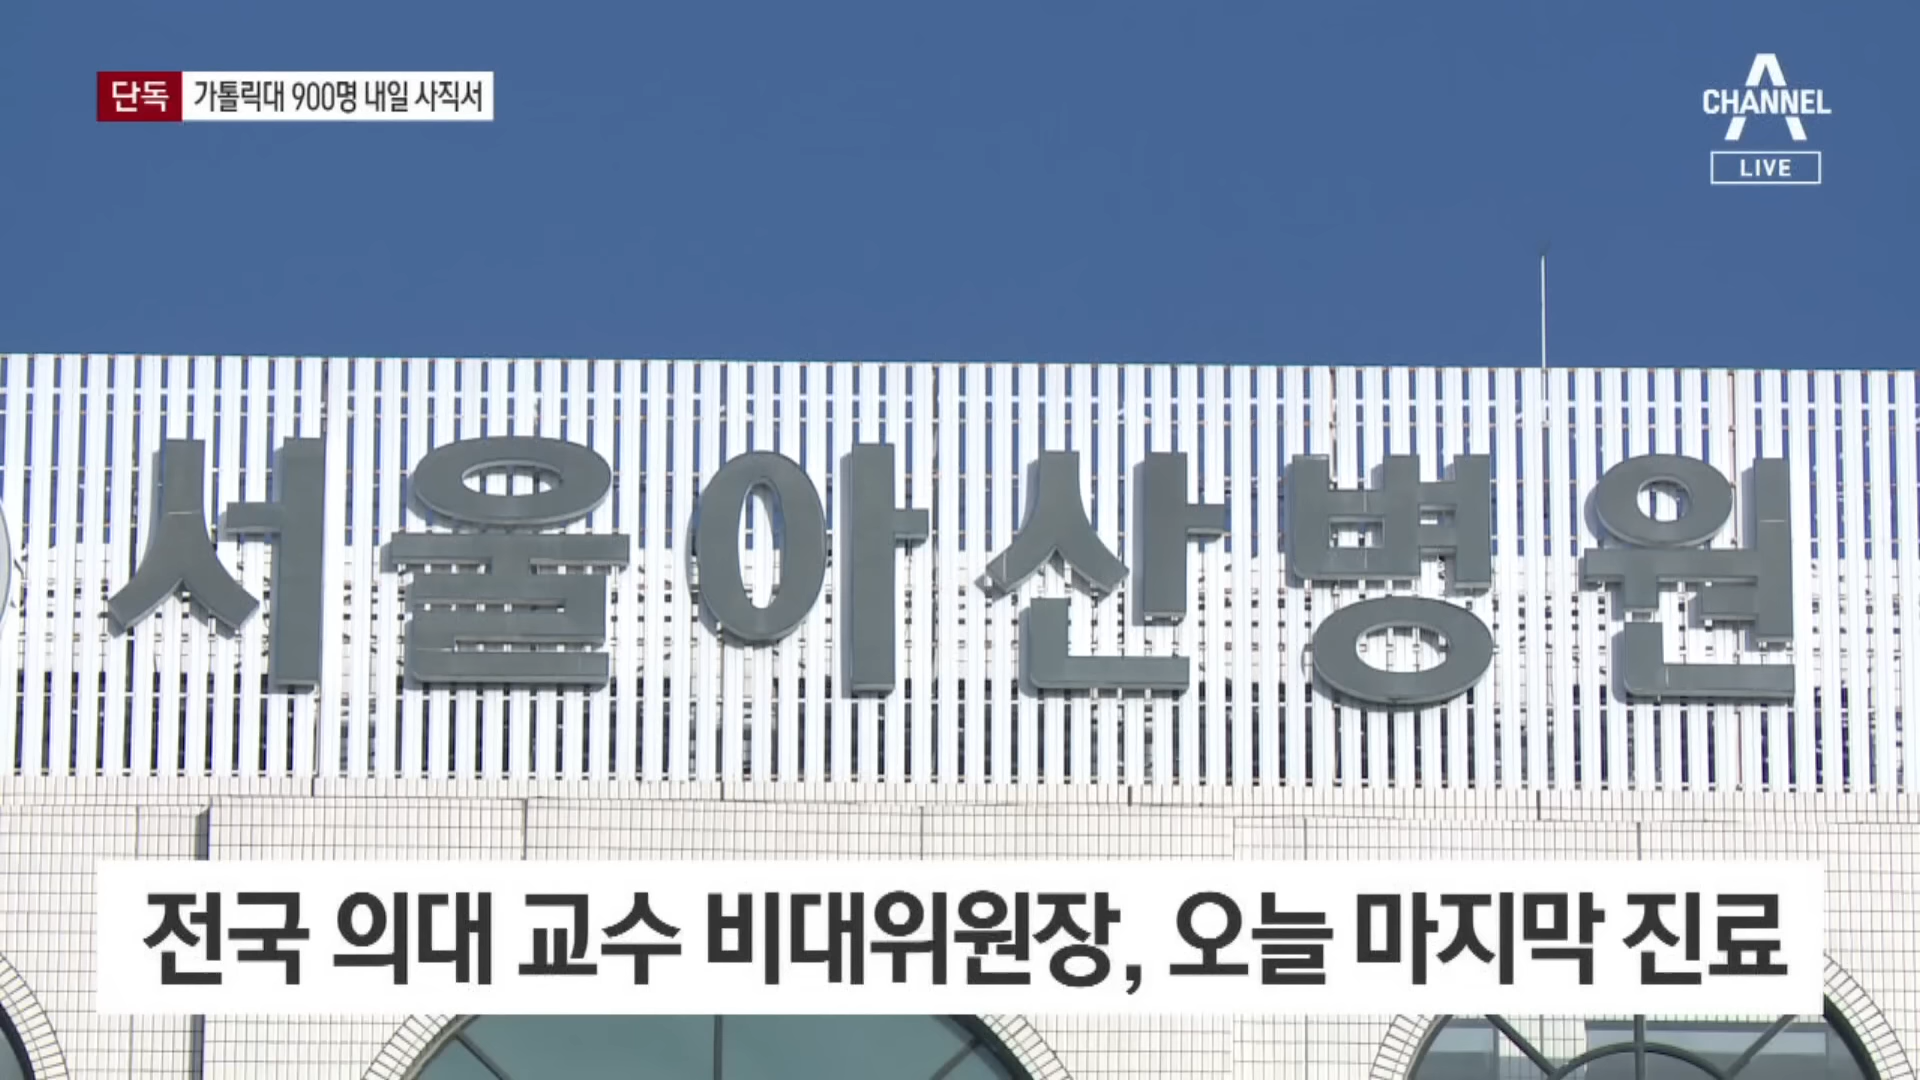 단독 가톨릭대 900명 내일 사직서
CHANNEL A
LIVE
서울아산병원
전국 의대 교수 비대위원장, 오늘 마지막 진료